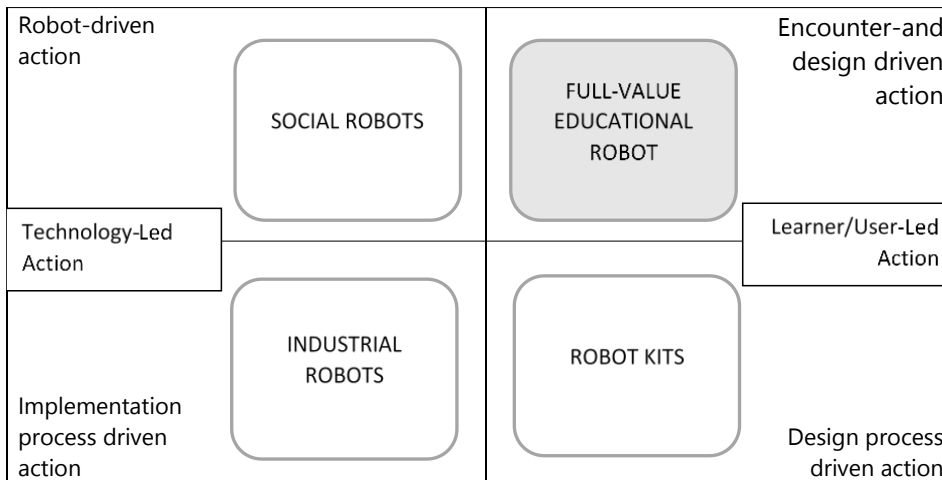 Robot-driven
action
SOCIAL ROBOTS
FULL-VALUE
EDUCATIONAL
ROBOT
Encounter-and
design driven
action
Technology-Led
Action
Learner/User-Led
Action
INDUSTRIAL
ROBOTS
ROBOT KITS
Implementation
process driven
action
Design process
driven action